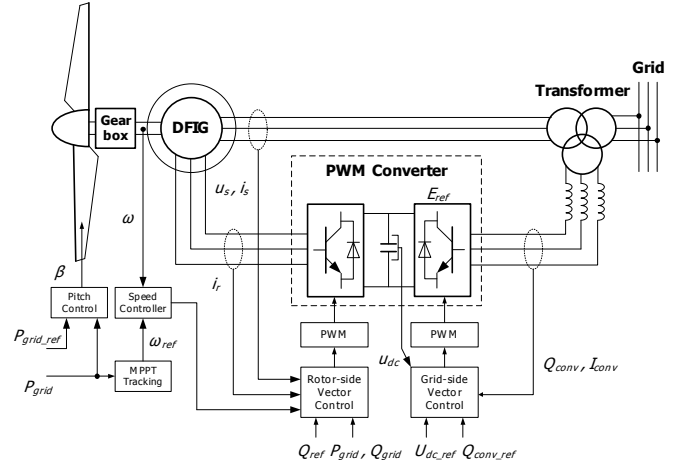 Grid
Transformer
Gear
box
DFIG
PWM Converter
u_s, i_s
E_ref
ω
β
i_r
Pitch
Control
Speed
Controller
PWM
PWM
P_grid_ref
ω_ref
u_dc
Q_conv, I_conv
MPPT
Tracking
P_grid
Rotor-side
Vector
Control
Grid-side
Vector
Control
Q_ref P_grid, Q_grid U_dc_ref Q_conv_ref